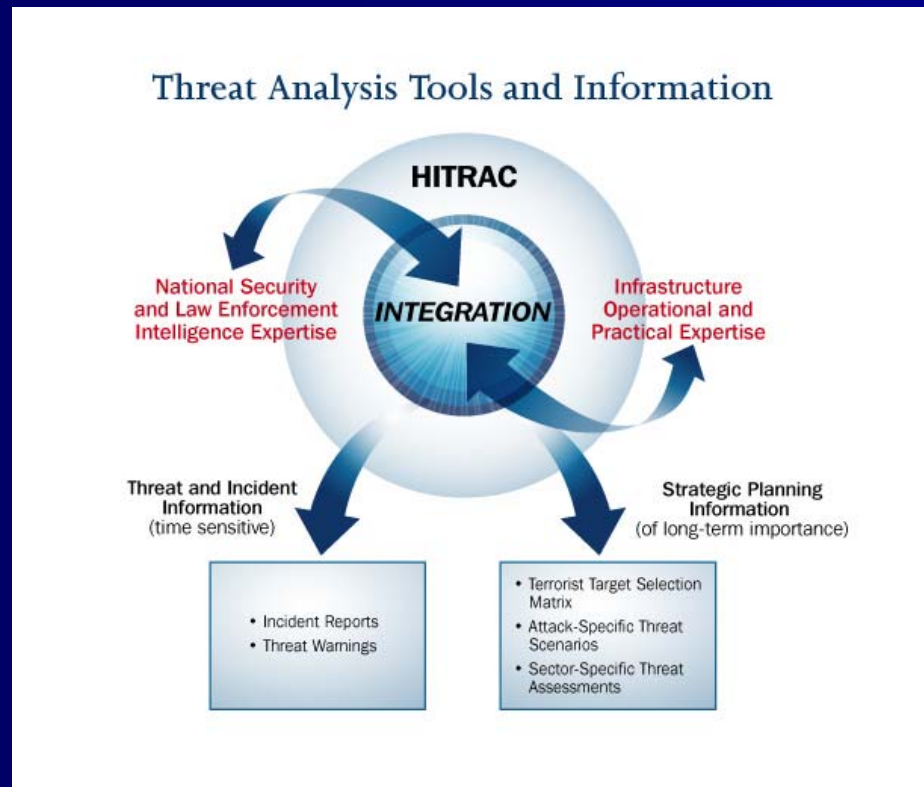 Threat Analysis Tools and Information
HITRAC
National Security
and Law Enforcement
Intelligence Expertise
INTEGRATION
Infrastructure
Operational and
Practical Expertise
Threat and Incident
Information
(time sensitive)
Strategic Planning
Information
(of long-term importance)
• Incident Reports
• Threat Warnings
• Terrorist Target Selection
Matrix
• Attack-Specific Threat
Scenarios
• Sector-Specific Threat
Assessments